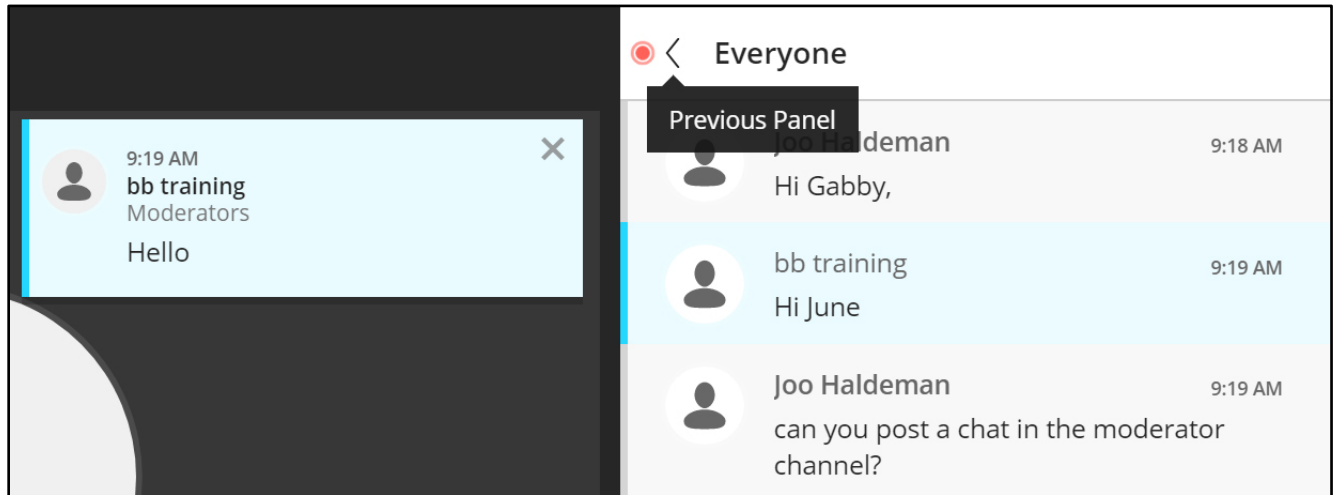 9:19 AM
bb training
Moderators
Hello
Everyone
Previous Panel
Joo Haldeman
9:18 AM
Hi Gabby,
bb training
9:19 AM
Hi June
Joo Haldeman
9:19 AM
can you post a chat in the moderator
channel?